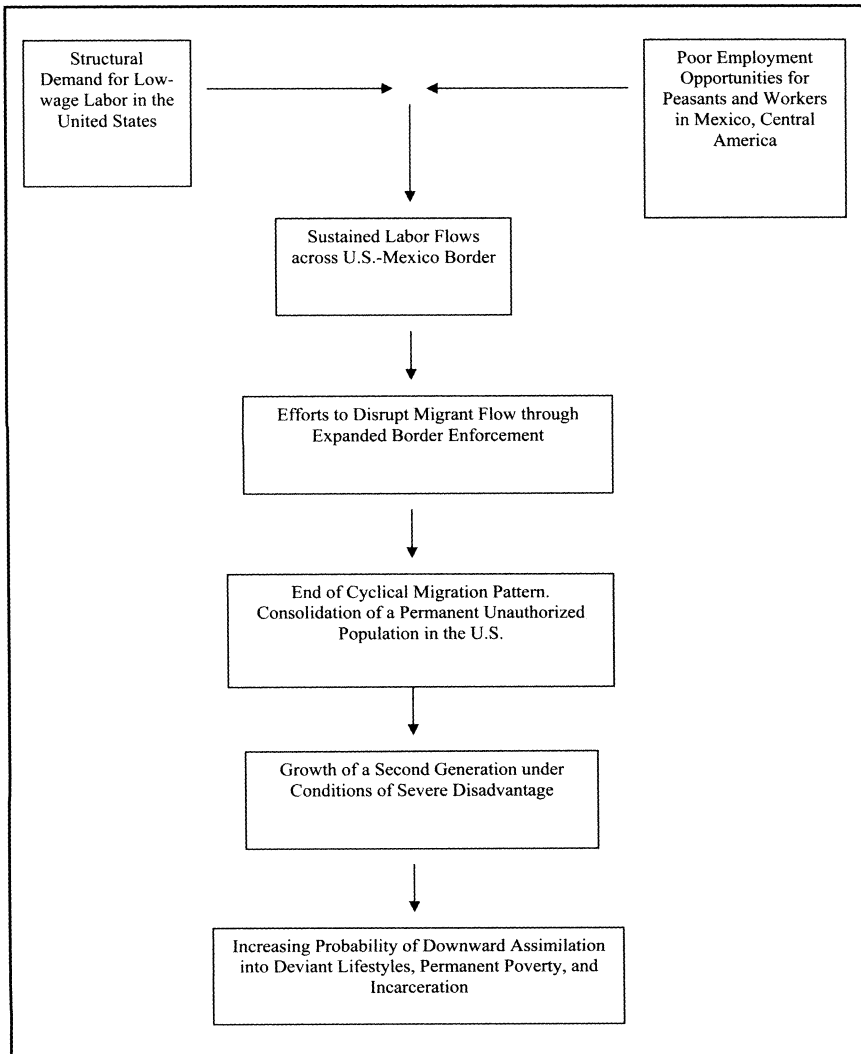 Structural
Demand for Low-
wage Labor in the
United States
Poor Employment
Opportunities for
Peasants and Workers
in Mexico, Central
America
Sustained Labor Flows
across U.S.-Mexico Border
Efforts to Disrupt Migrant Flow through
Expanded Border Enforcement
End of Cyclical Migration Pattern.
Consolidation of a Permanent Unauthorized
Population in the U.S.
Growth of a Second Generation under
Conditions of Severe Disadvantage
Increasing Probability of Downward Assimilation
into Deviant Lifestyles, Permanent Poverty, and
Incarceration